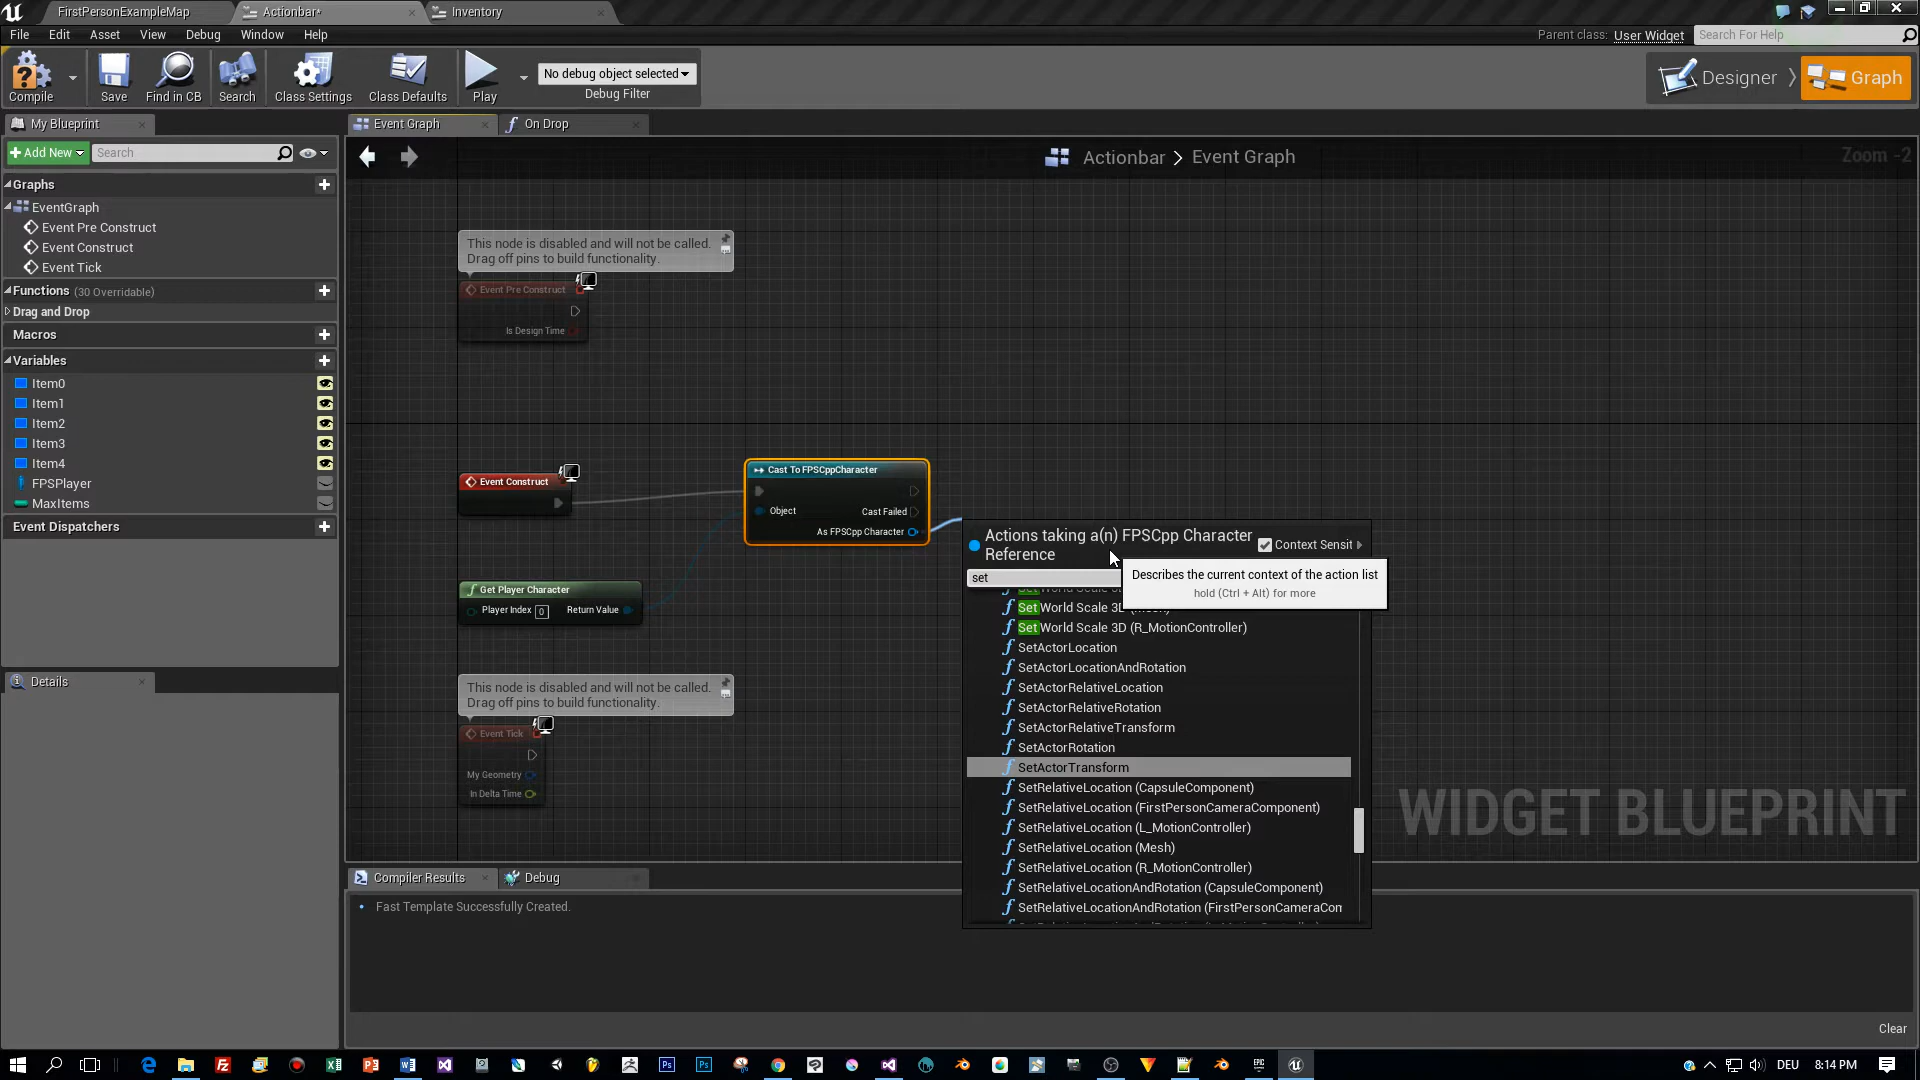 FirstPersonExampleMap
Actionbar*
Inventory
File Edit Asset View Debug Window Help
Parent class: User Widget
Search For Help
Compile
Save
Find in CB
Search
Class Settings
Class Defaults
Play
No debug object selected
Debug Filter
Designer
Graph
My Blueprint
Event Graph
On Drop
Add New
Search
Actionbar > Event Graph
Zoom -2
Graphs
EventGraph
Event Pre Construct
Event Construct
Event Tick
Functions (30 Overridable)
Drag and Drop
Macros
Variables
Item0
Item1
Item2
Item3
Item4
FPSPlayer
MaxItems
Event Dispatchers
Details
This node is disabled and will not be called.
Drag off pins to build functionality.
Event Pre Construct
Is Design Time
Event Construct
Cast To FPSCppCharacter
Object
Cast Failed
As FPSCpp Character
Get Player Character
Player Index 0
Return Value
This node is disabled and will not be called.
Drag off pins to build functionality.
Event Tick
My Geometry
In Delta Time
Actions taking a(n) FPSCpp Character
Reference
Context Sensit
set
Describes the current context of the action list
hold (Ctrl + Alt) for more
Set World Scale 3D
Set World Scale 3D (R_MotionController)
SetActorLocation
SetActorLocationAndRotation
SetActorRelativeLocation
SetActorRelativeRotation
SetActorRelativeTransform
SetActorRotation
SetActorTransform
SetRelativeLocation (CapsuleComponent)
SetRelativeLocation (FirstPersonCameraComponent)
SetRelativeLocation (L_MotionController)
SetRelativeLocation (Mesh)
SetRelativeLocation (R_MotionController)
SetRelativeLocationAndRotation (CapsuleComponent)
SetRelativeLocationAndRotation (FirstPersonCameraCom
WIDGET BLUEPRINT
Compiler Results
Debug
Fast Template Successfully Created.
Clear
DEU
8:14 PM